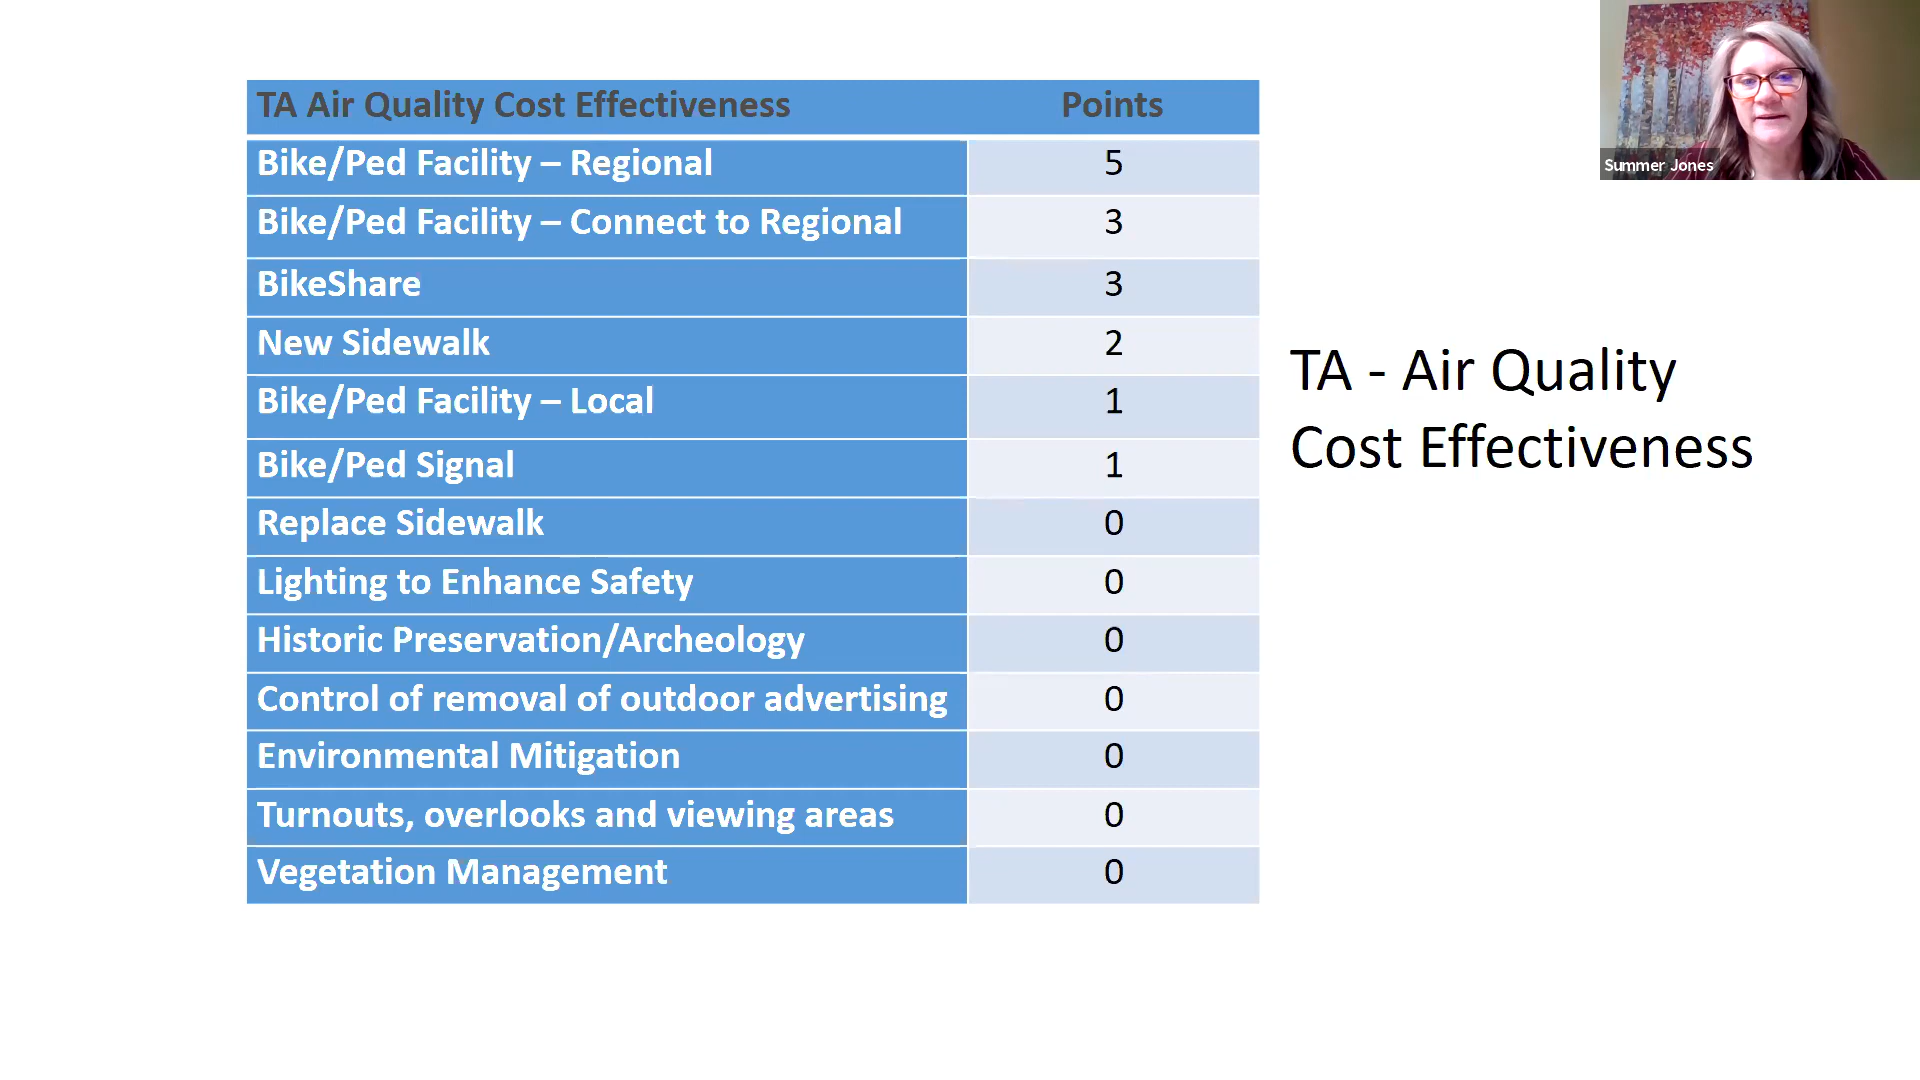 TA Air Quality Cost Effectiveness Points
Bike/Ped Facility – Regional 5
Bike/Ped Facility – Connect to Regional 3
BikeShare 3
New Sidewalk 2
Bike/Ped Facility – Local 1
Bike/Ped Signal 1
Replace Sidewalk 0
Lighting to Enhance Safety 0
Historic Preservation/Archeology 0
Control of removal of outdoor advertising 0
Environmental Mitigation 0
Turnouts, overlooks and viewing areas 0
Vegetation Management 0
TA - Air Quality
Cost Effectiveness
Summer Jones